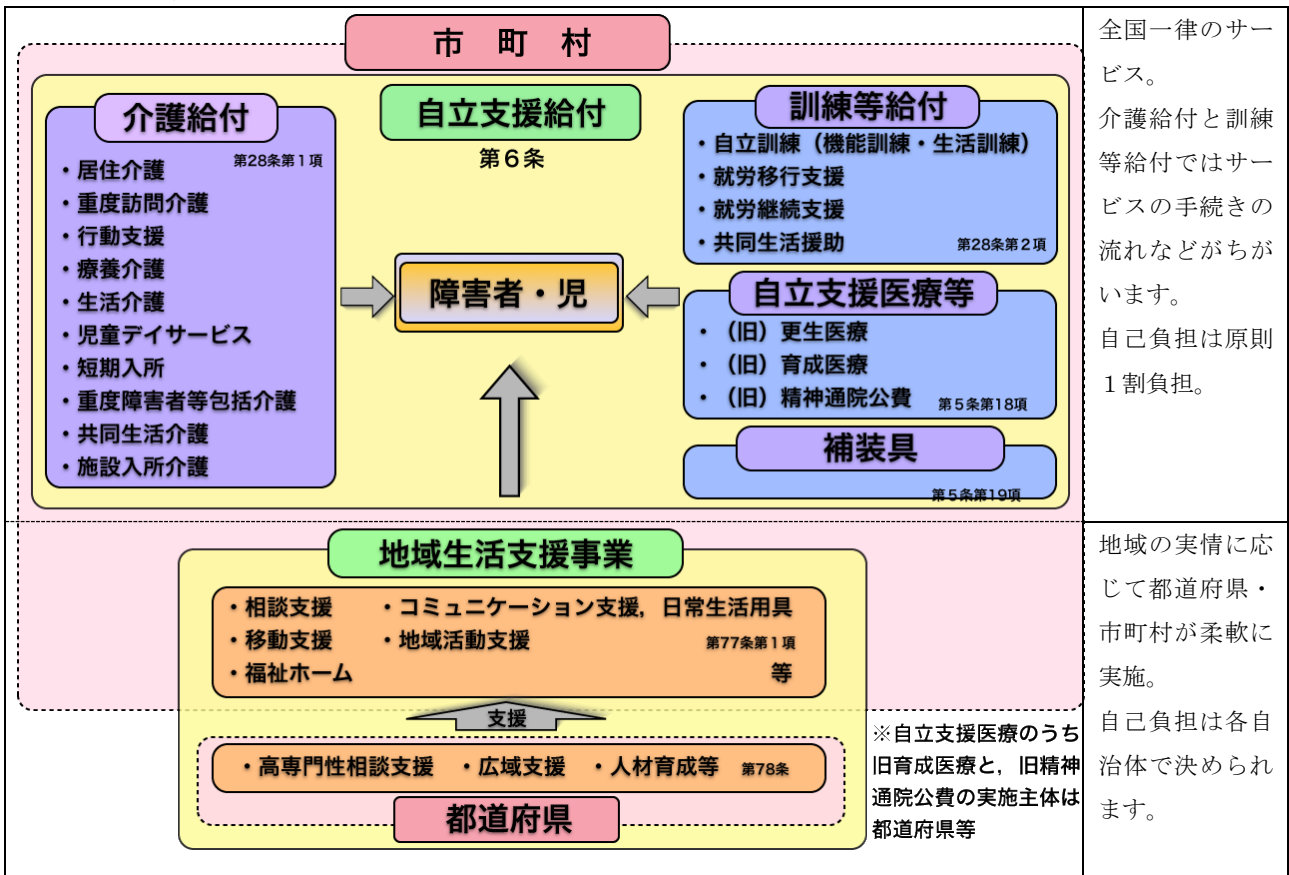 市　町　村
介護給付
第28条第１項
・居住介護
・重度訪問介護
・行動支援
・療養介護
・生活介護
・児童デイサービス
・短期入所
・重度障害者等包括介護
・共同生活介護
・施設入所介護
自立支援給付
第６条
障害者・児
訓練等給付
・自立訓練（機能訓練・生活訓練）
・就労移行支援
・就労継続支援
・共同生活援助
第28条第２項
自立支援医療等
・（旧）更生医療
・（旧）育成医療
・（旧）精神通院公費
第５条第18項
補装具
第５条第19項
全国一律のサー
ビス。
介護給付と訓練
等給付ではサー
ビスの手続きの
流れなどがちが
います。
自己負担は原則
１割負担。
地域生活支援事業
・相談支援　・コミュニケーション支援，日常生活用具
・移動支援　・地域活動支援　第77条第１項
・福祉ホーム　等
支援
・高専門性相談支援　・広域支援　・人材育成等　第78条
都道府県
※自立支援医療のうち
旧育成医療と，旧精神
通院公費の実施主体は
都道府県等
地域の実情に応
じて都道府県・
市町村が柔軟に
実施。
自己負担は各自
治体で決められ
ます。